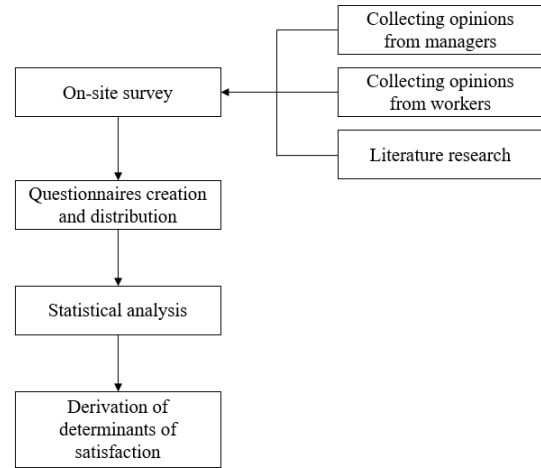 Collecting opinions
from managers
On-site survey
Collecting opinions
from workers
Literature research
Questionnaires creation
and distribution
Statistical analysis
Derivation of
determinants of
satisfaction